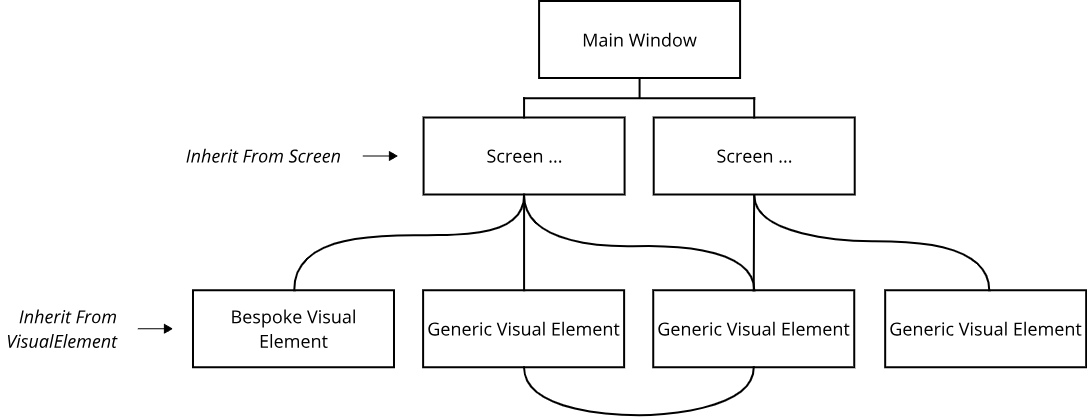 Main Window
Inherit From Screen
Screen ...
Screen ...
Inherit From
VisualElement
Bespoke Visual
Element
Generic Visual Element
Generic Visual Element
Generic Visual Element